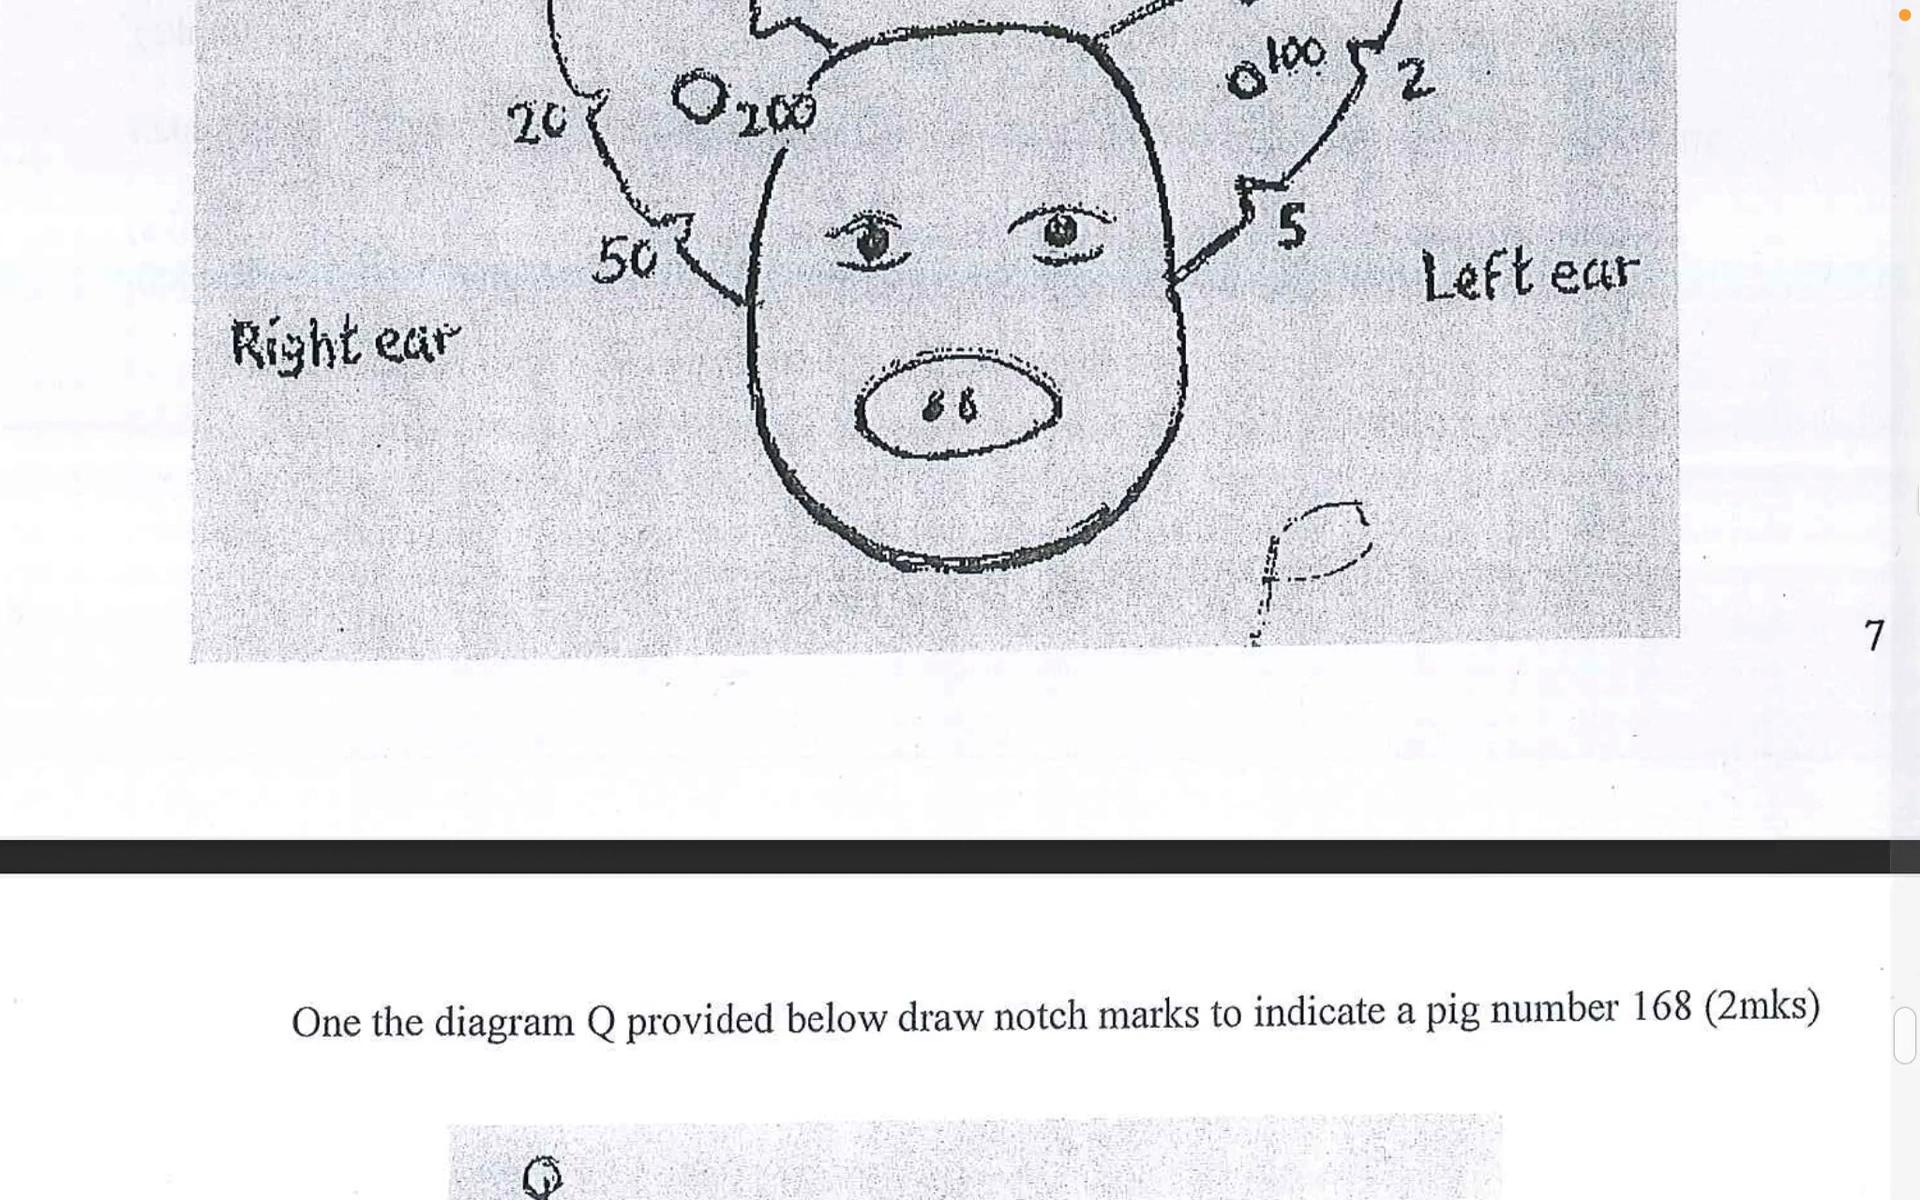 100
2
20
200
5
50
Left ear
Right ear
P
7
One the diagram Q provided below draw notch marks to indicate a pig number 168 (2mks)
Q